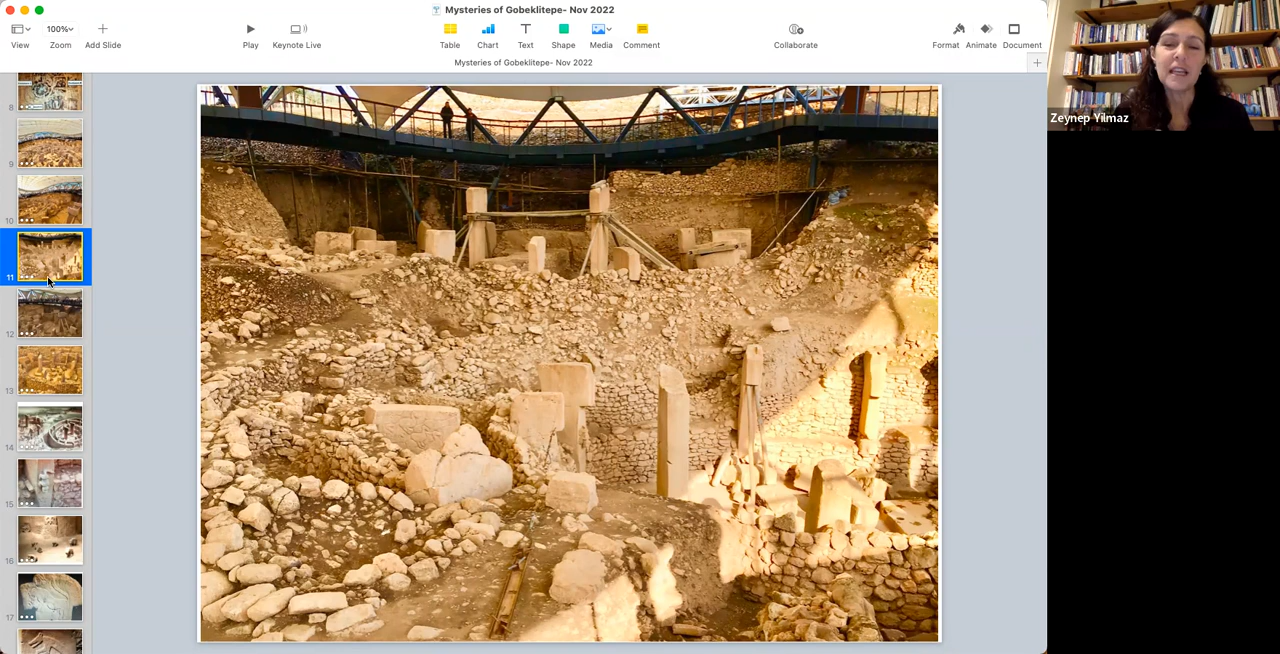 Mysteries of Gobeklitepe- Nov 2022
100%
View
Zoom
Add Slide
Play
Keynote Live
Table
Chart
Text
Shape
Media
Comment
Collaborate
Format
Animate
Document
Mysteries of Gobeklitepe- Nov 2022
Zeynep Yilmaz
8
9
10
11
12
13
14
15
16
17